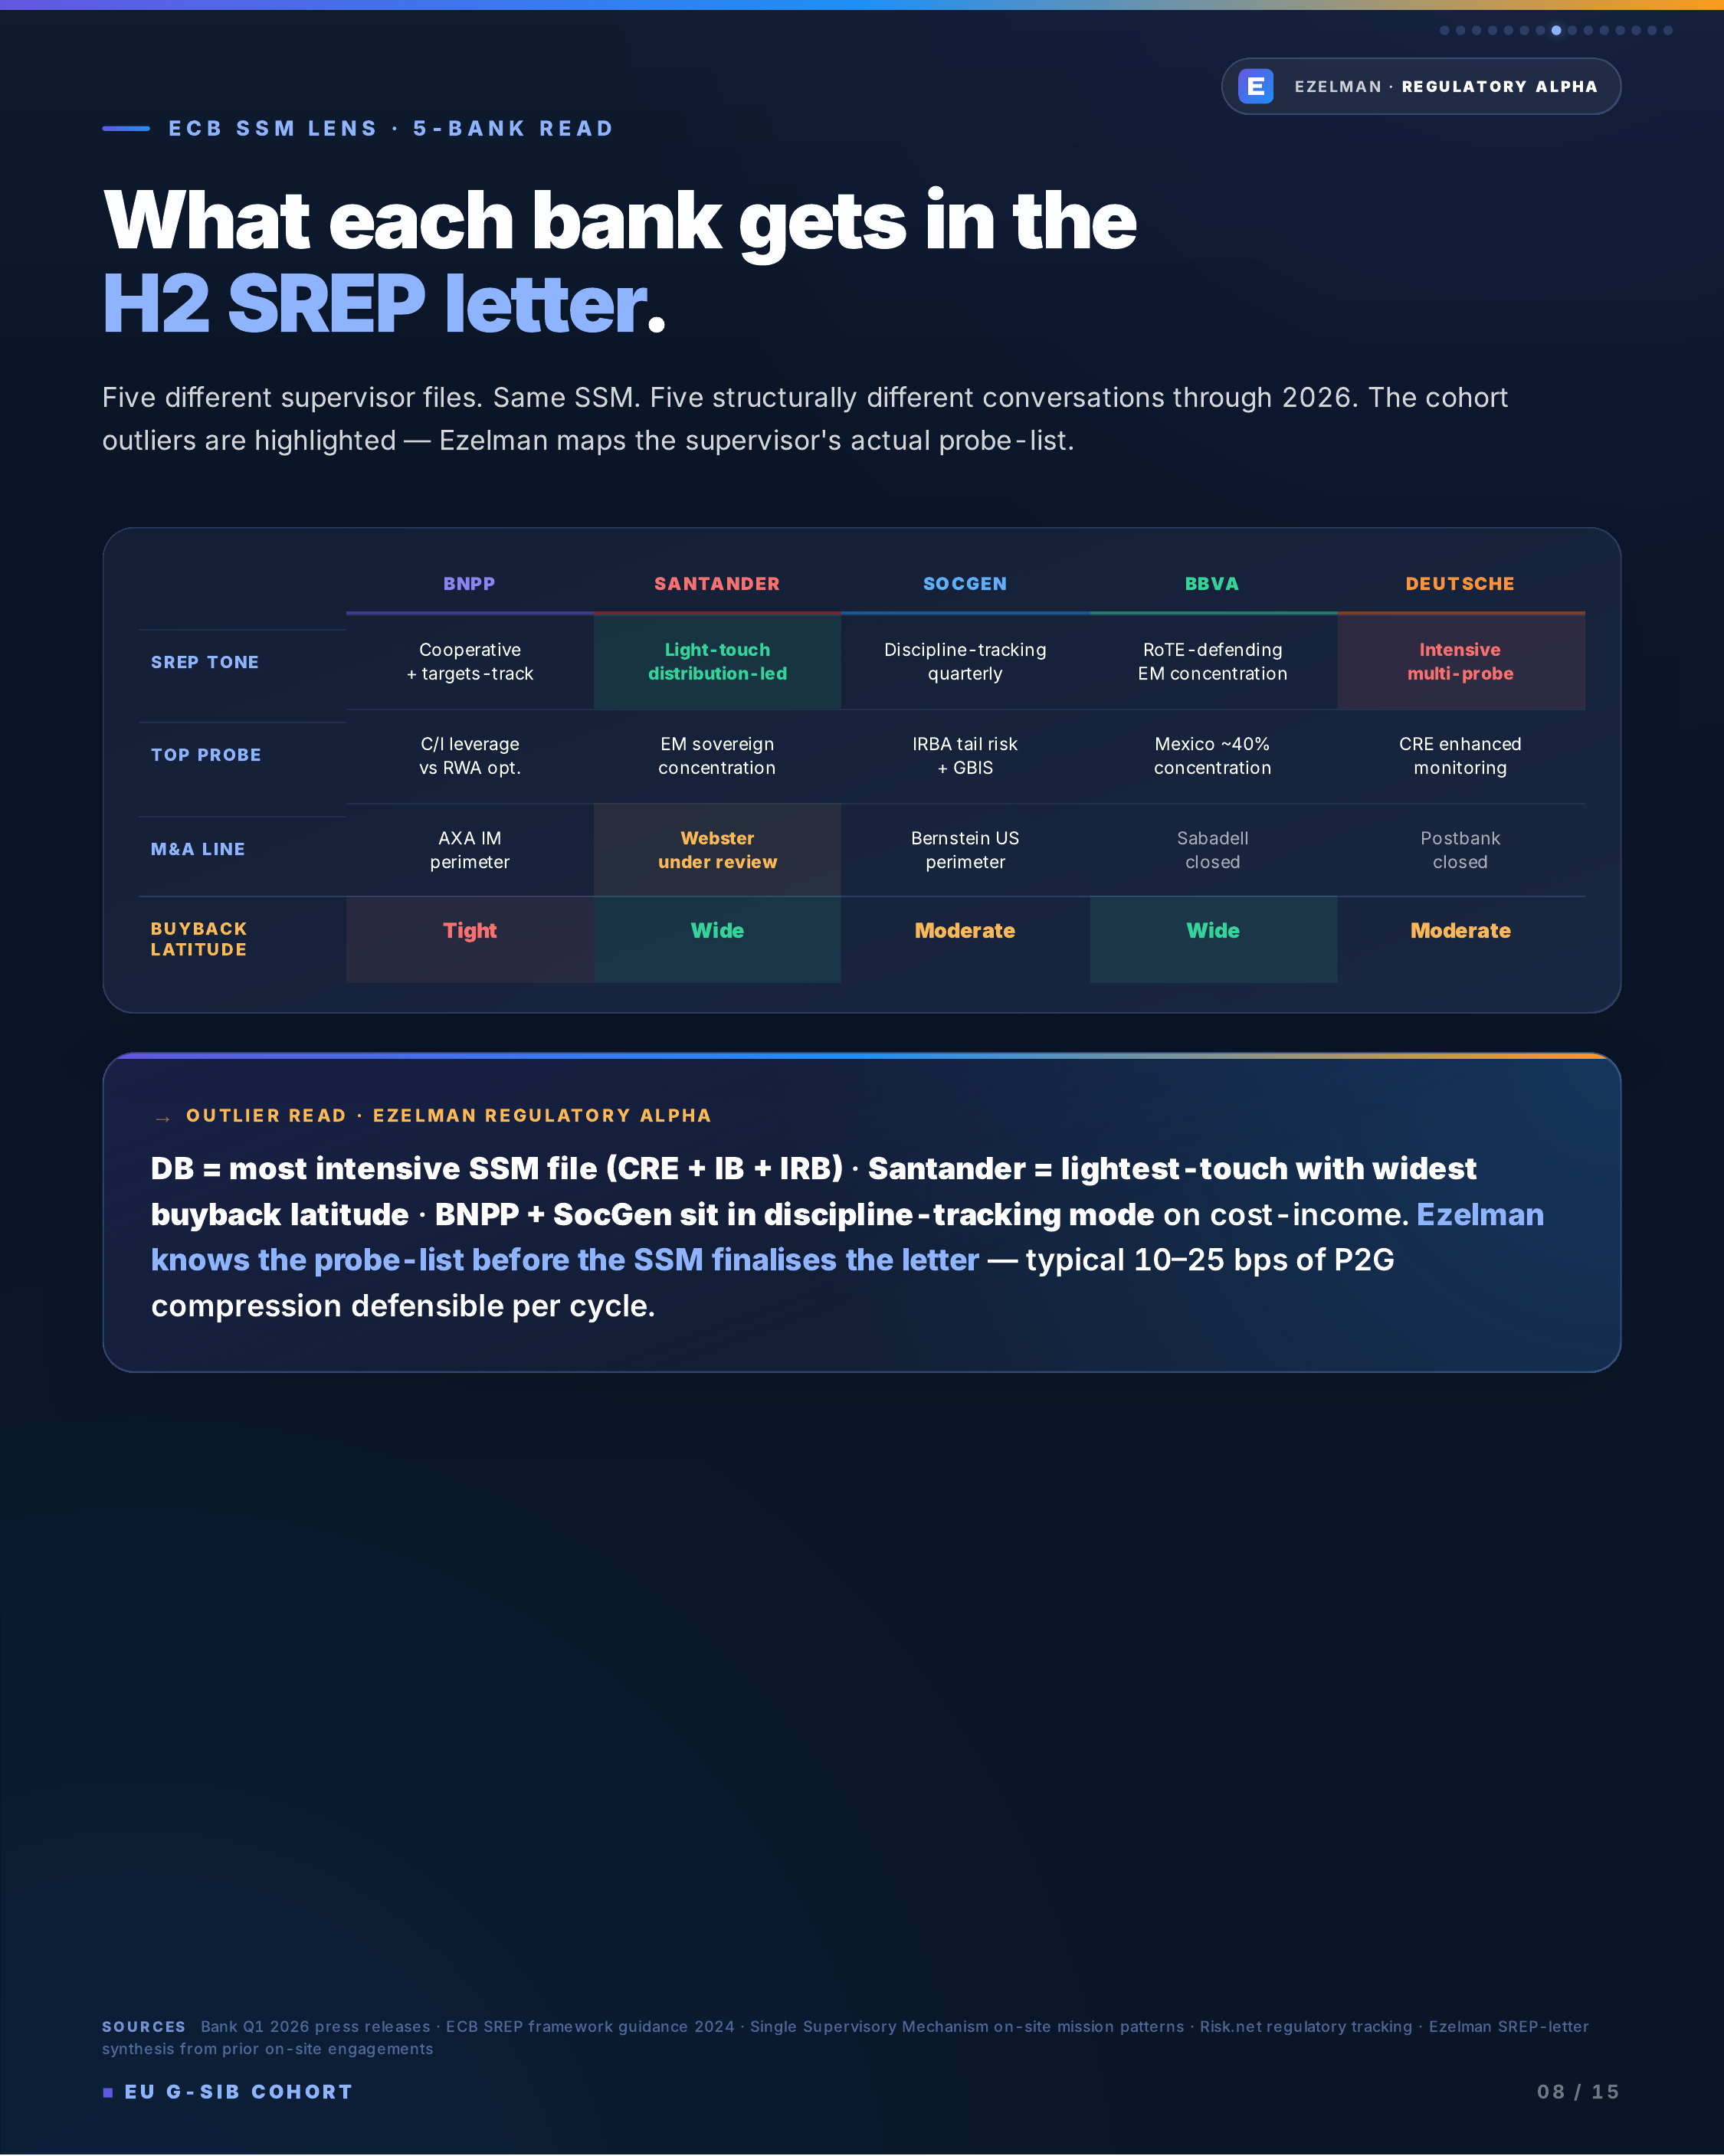 E EZELMAN · REGULATORY ALPHA
ECB SSM LENS · 5-BANK READ
What each bank gets in the
H2 SREP letter.
Five different supervisor files. Same SSM. Five structurally different conversations through 2026. The cohort
outliers are highlighted — Ezelman maps the supervisor's actual probe-list.
BNPP SANTANDER SOCGEN BBVA DEUTSCHE
SREP TONE
Cooperative
+ targets-track
Light-touch
distribution-led
Discipline-tracking
quarterly
RoTE-defending
EM concentration
Intensive
multi-probe
TOP PROBE
C/I leverage
vs RWA opt.
EM sovereign
concentration
IRBA tail risk
+ GBIS
Mexico ~40%
concentration
CRE enhanced
monitoring
M&A LINE
AXA IM
perimeter
Webster
under review
Bernstein US
perimeter
Sabadell
closed
Postbank
closed
BUYBACK
LATITUDE
Tight
Wide
Moderate
Wide
Moderate
→ OUTLIER READ · EZELMAN REGULATORY ALPHA
DB = most intensive SSM file (CRE + IB + IRB) · Santander = lightest-touch with widest
buyback latitude · BNPP + SocGen sit in discipline-tracking mode on cost-income. Ezelman
knows the probe-list before the SSM finalises the letter — typical 10–25 bps of P2G
compression defensible per cycle.
SOURCES Bank Q1 2026 press releases · ECB SREP framework guidance 2024 · Single Supervisory Mechanism on-site mission patterns · Risk.net regulatory tracking · Ezelman SREP-letter
synthesis from prior on-site engagements
■ EU G-SIB COHORT
08 / 15